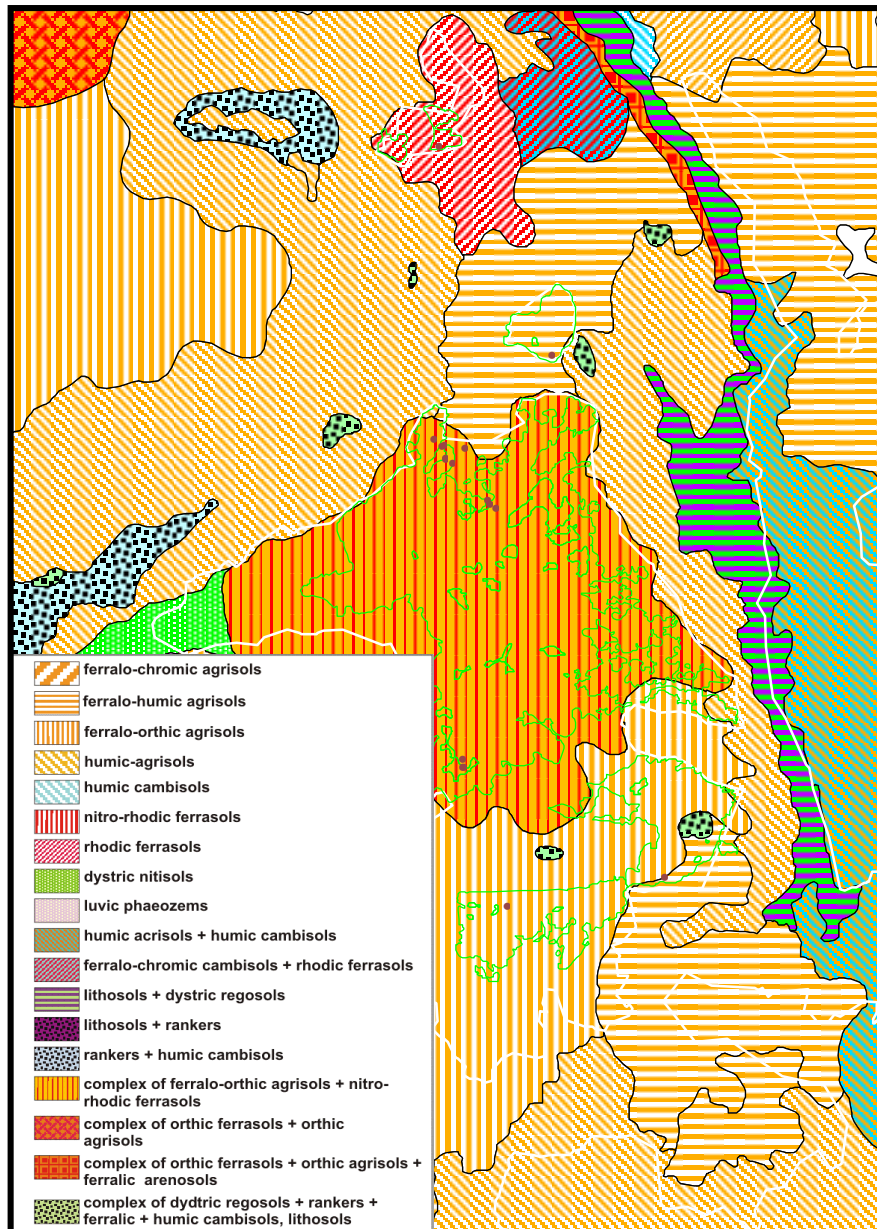 ferralo-chromic agrisols
ferralo-humic agrisols
ferralo-orthic agrisols
humic-agrisols
humic cambisols
nitro-rhodic ferrasols
rhodic ferrasols
dystric nitisols
luvic phaeozems
humic acrisols + humic cambisols
ferralo-chromic cambisols + rhodic ferrasols
lithosols + dystric regosols
lithosols + rankers
rankers + humic cambisols
complex of ferralo-orthic agrisols + nitro-
rhodic ferrasols
complex of orthic ferrasols + orthic
agrisols
complex of orthic ferrasols + orthic agrisols +
ferralic arenosols
complex of dydtric regosols + rankers +
ferralic + humic cambisols, lithosols